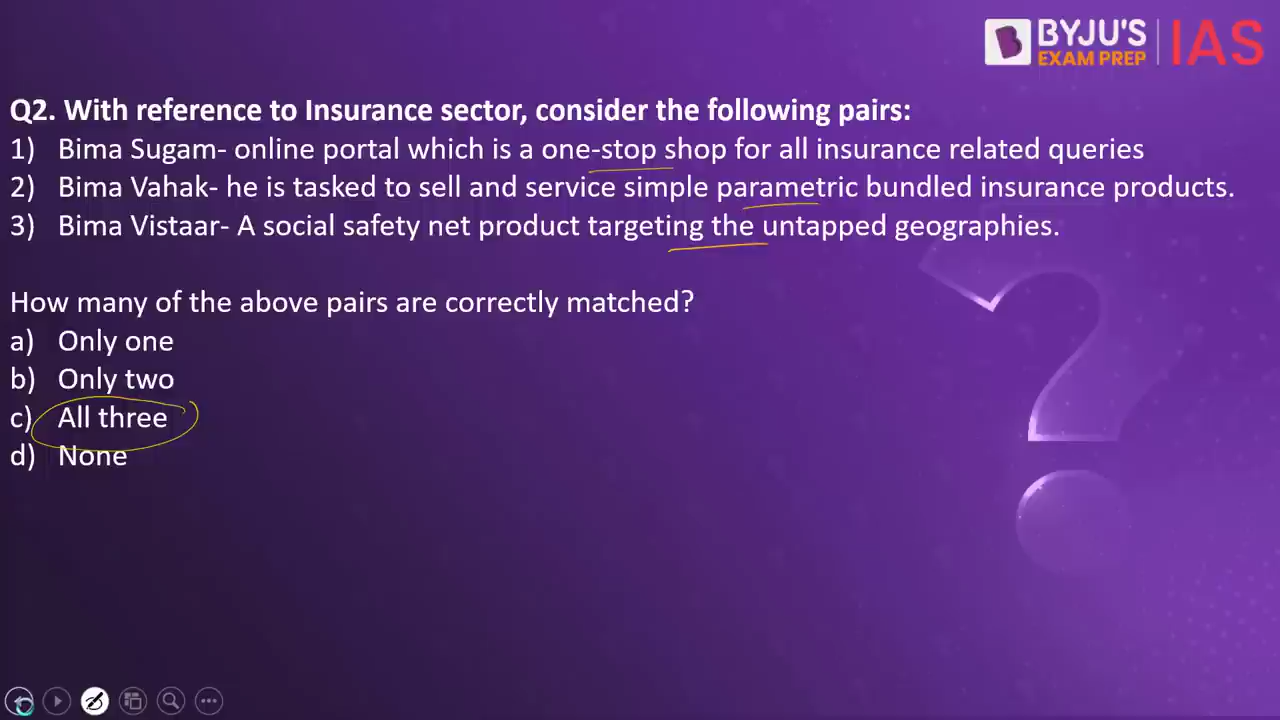 BYJU'S
EXAM PREP
IAS
Q2. With reference to Insurance sector, consider the following pairs:
1) Bima Sugam- online portal which is a one-stop shop for all insurance related queries
2) Bima Vahak- he is tasked to sell and service simple parametric bundled insurance products.
3) Bima Vistaar- A social safety net product targeting the untapped geographies.
How many of the above pairs are correctly matched?
a) Only one
b) Only two
c) All three
d) None